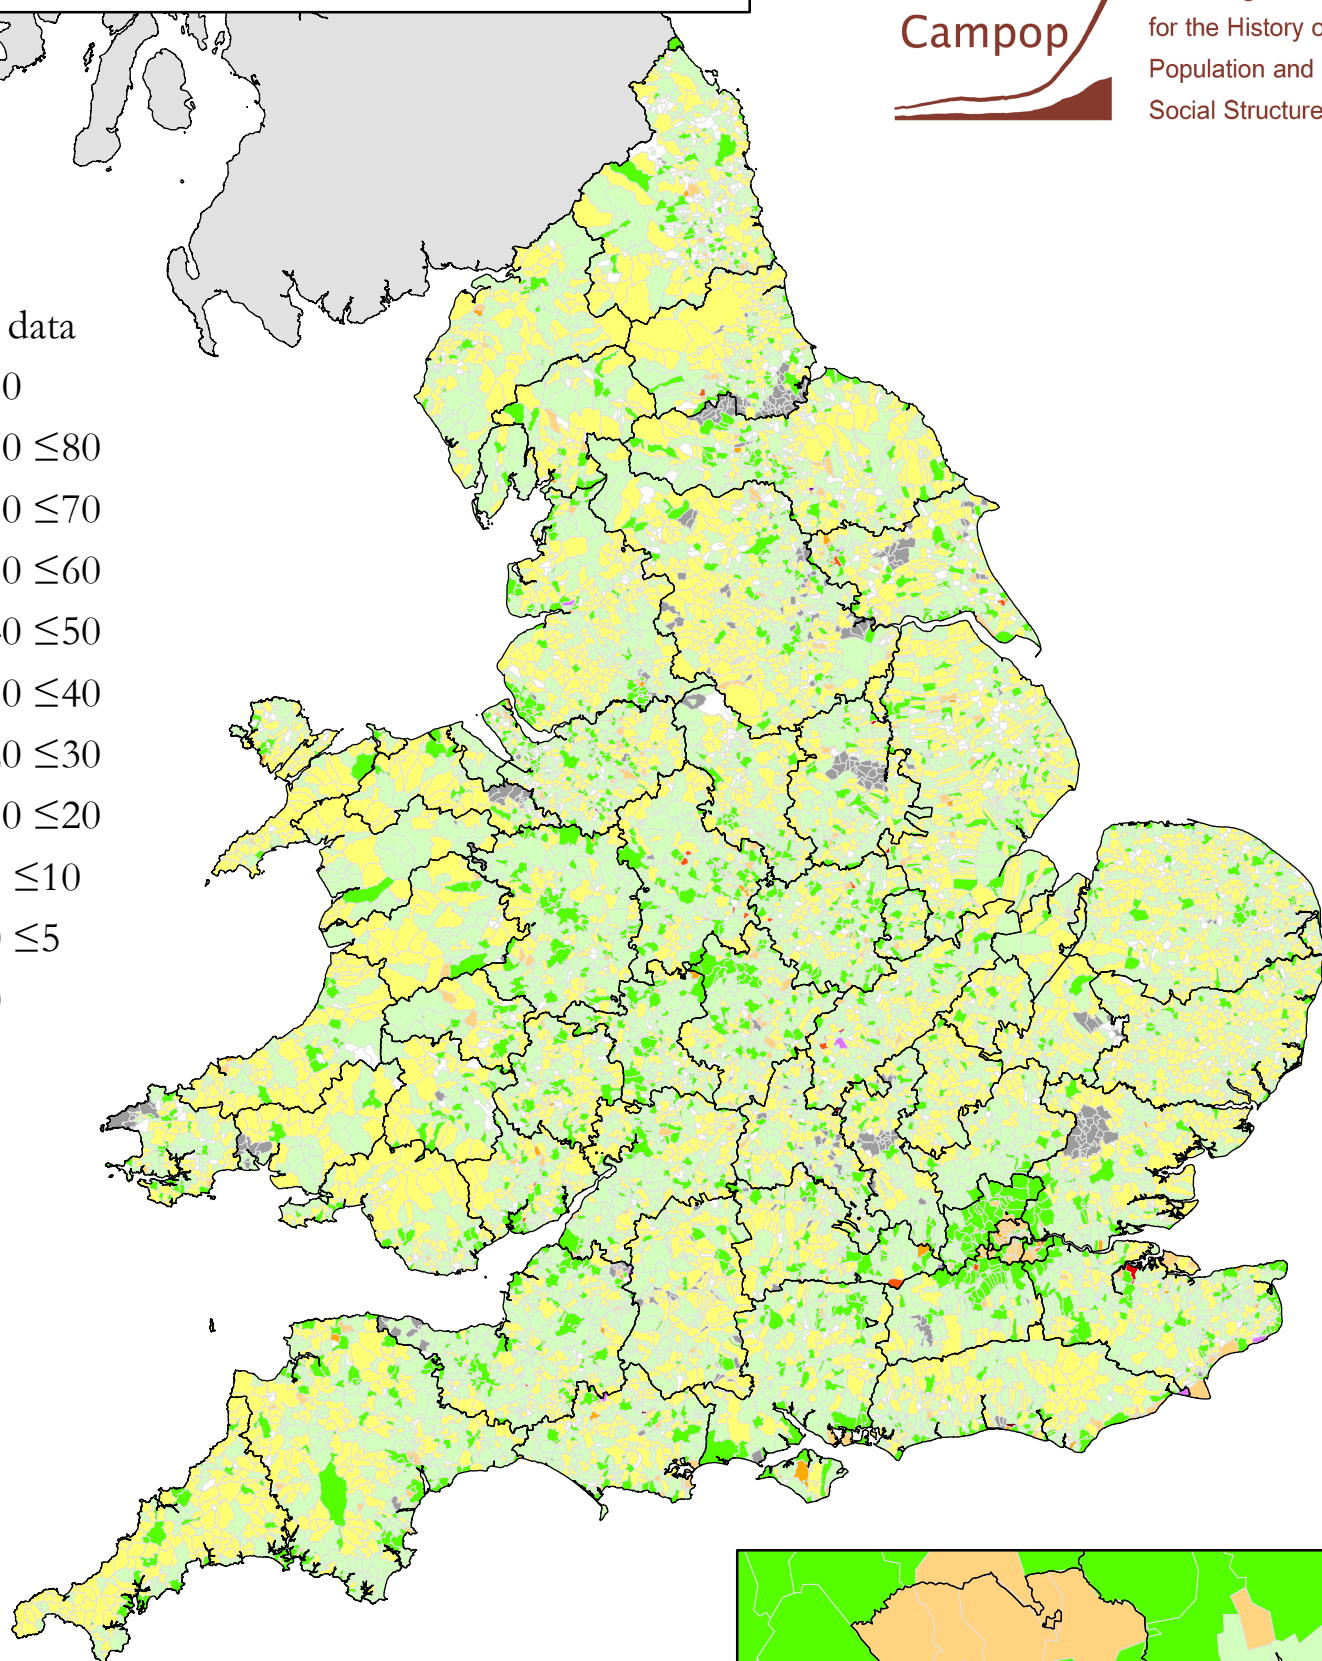 Campop
for the History o
Population and
Social Structure
data
0
0 ≤80
0 ≤70
0 ≤60
0 ≤50
0 ≤40
0 ≤30
0 ≤20
≤10
≤5